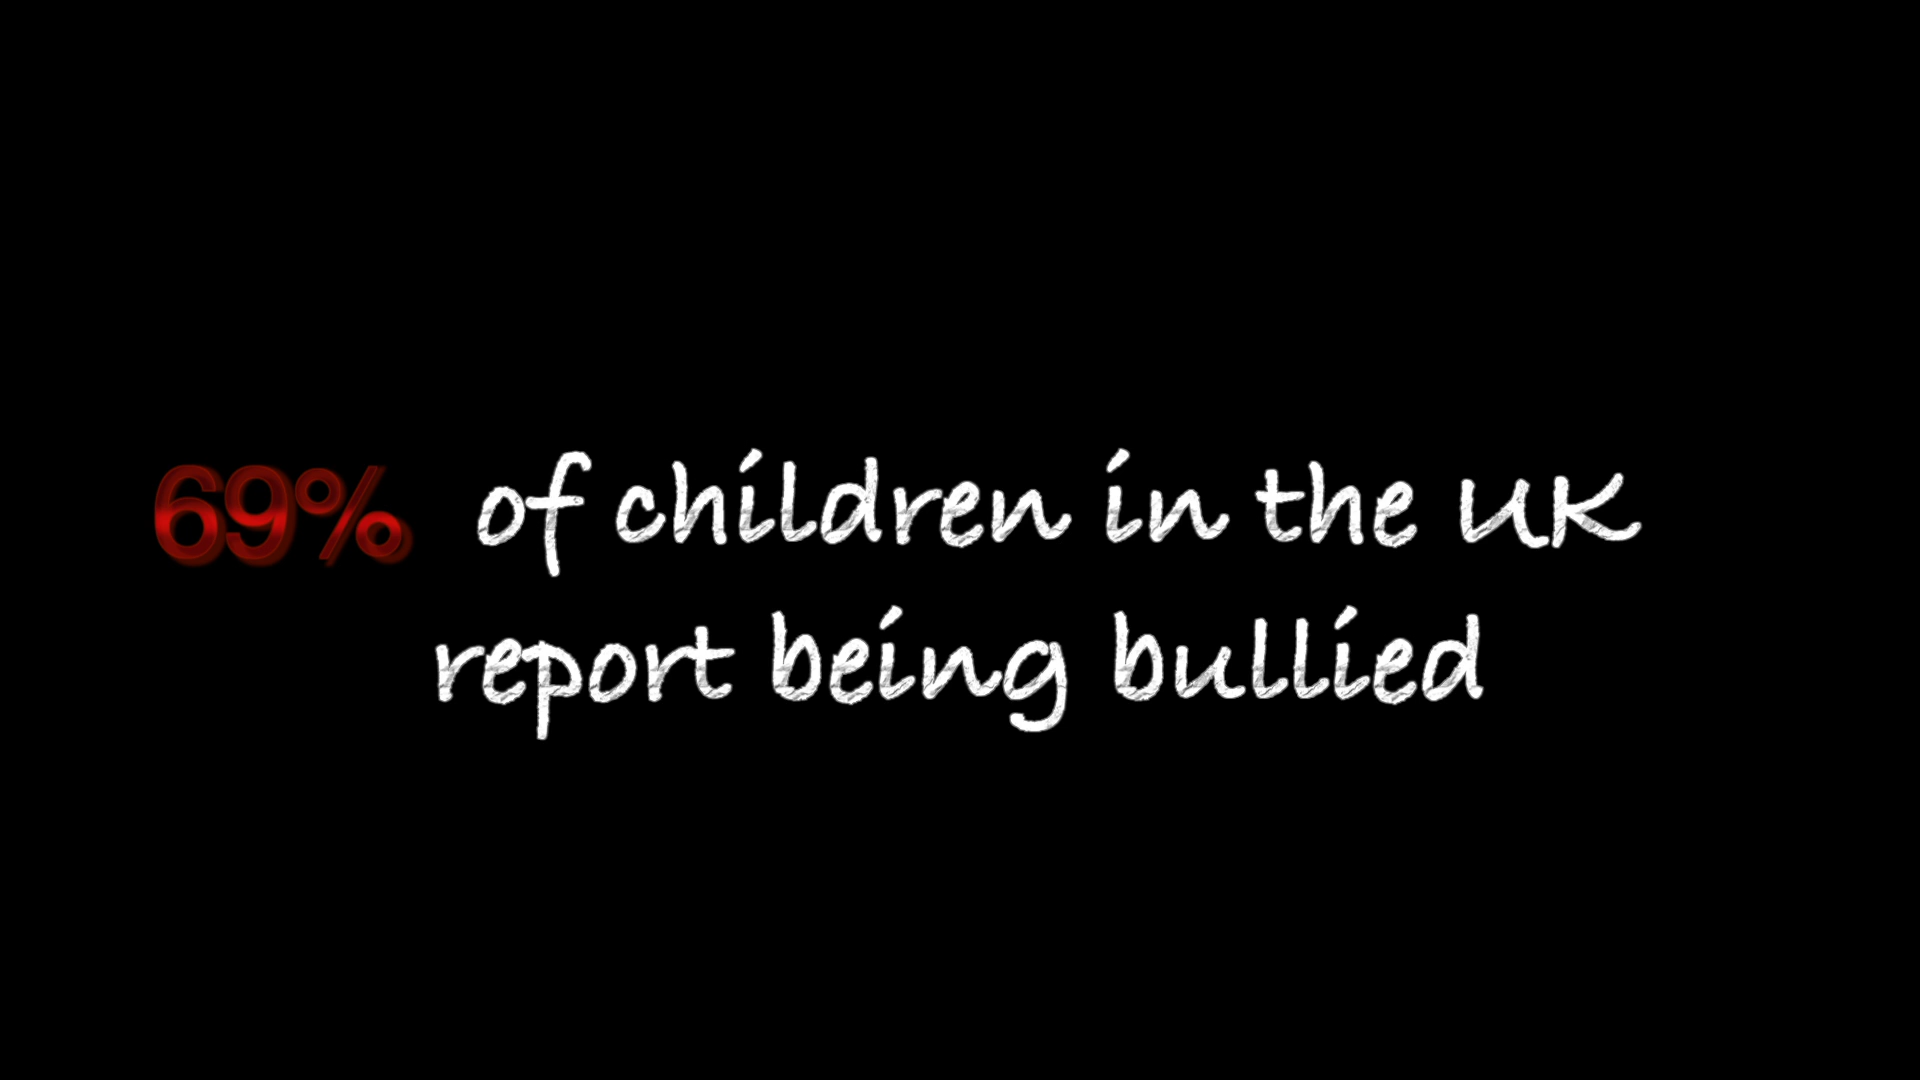 69% of children in the UK
report being bullied